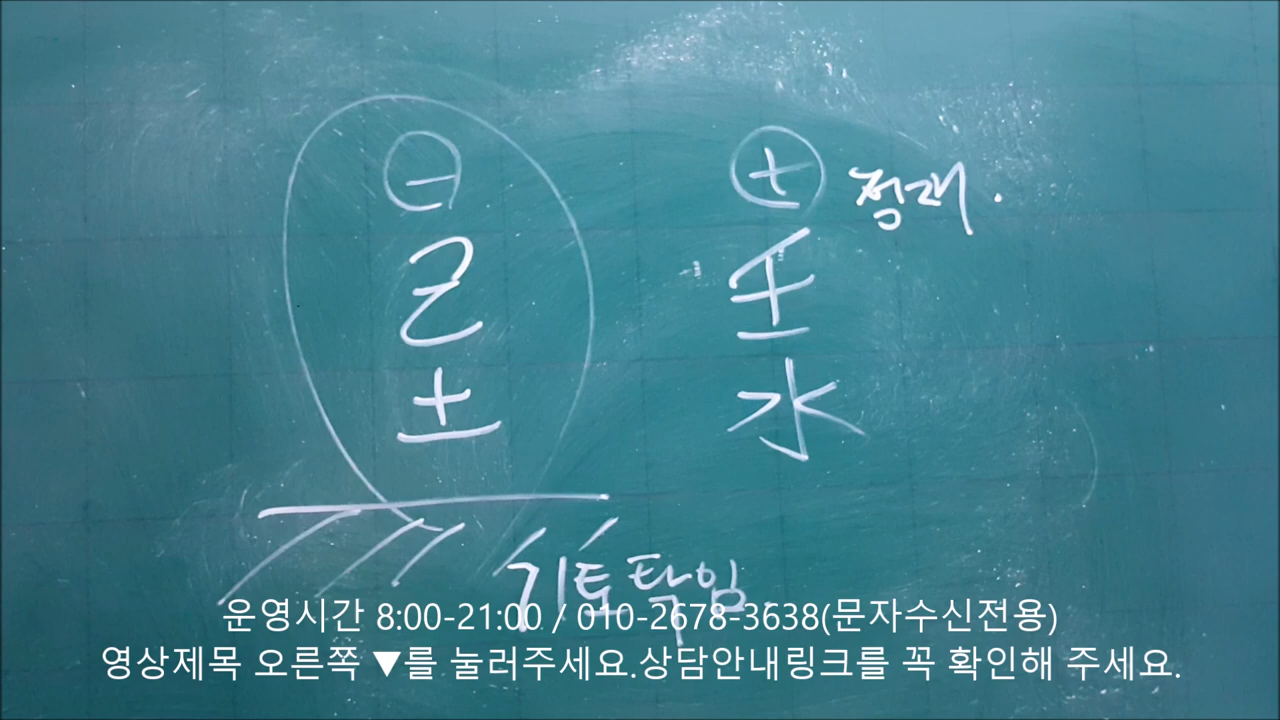 ⊖
己
土
⊕ 정재.
壬
水
기토탁임
운영시간 8:00-21:00 / 010-2678-3638(문자수신전용)
영상제목 오른쪽 ▼를 눌러주세요.상담안내링크를 꼭 확인해 주세요.